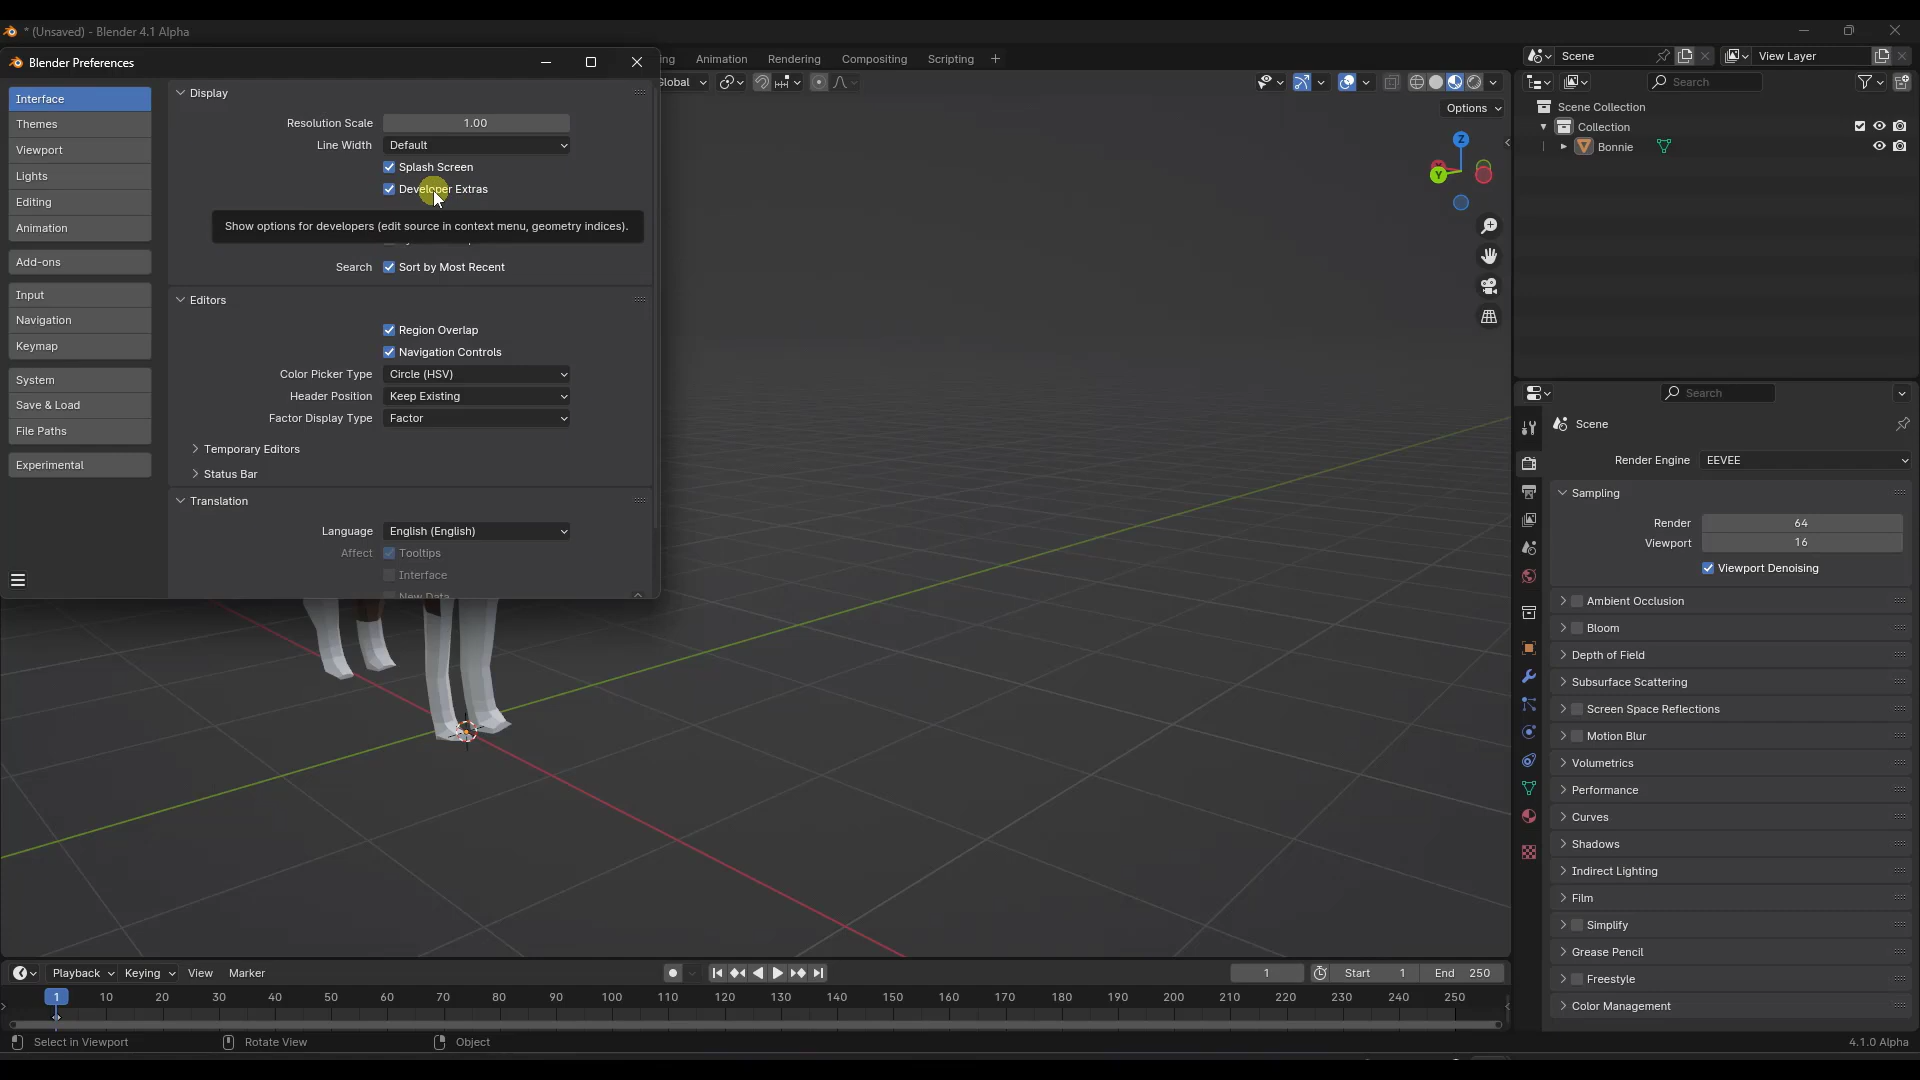 * (Unsaved) - Blender 4.1 Alpha
Blender Preferences
Animation
Rendering
Compositing
Scripting
+
Scene
View Layer
Interface
Themes
Viewport
Lights
Editing
Animation
Add-ons
Input
Navigation
Keymap
System
Save & Load
File Paths
Experimental
Display
Resolution Scale 1.00
Line Width Default
Splash Screen
Developer Extras
Show options for developers (edit source in context menu, geometry indices).
Search Sort by Most Recent
Editors
Region Overlap
Navigation Controls
Color Picker Type Circle (HSV)
Header Position Keep Existing
Factor Display Type Factor
Temporary Editors
Status Bar
Translation
Language English (English)
Affect Tooltips
Interface
New Data
Options
Z
Y
Search
Scene Collection
Collection
Bonnie
Search
Scene
Render Engine EEVEE
Sampling
Render 64
Viewport 16
Viewport Denoising
Ambient Occlusion
Bloom
Depth of Field
Subsurface Scattering
Screen Space Reflections
Motion Blur
Volumetrics
Performance
Curves
Shadows
Indirect Lighting
Film
Simplify
Grease Pencil
Freestyle
Color Management
Playback Keying View Marker
1 Start 1 End 250
1 10 20 30 40 50 60 70 80 90 100 110 120 130 140 150 160 170 180 190 200 210 220 230 240 250
Select in Viewport Rotate View Object 4.1.0 Alpha